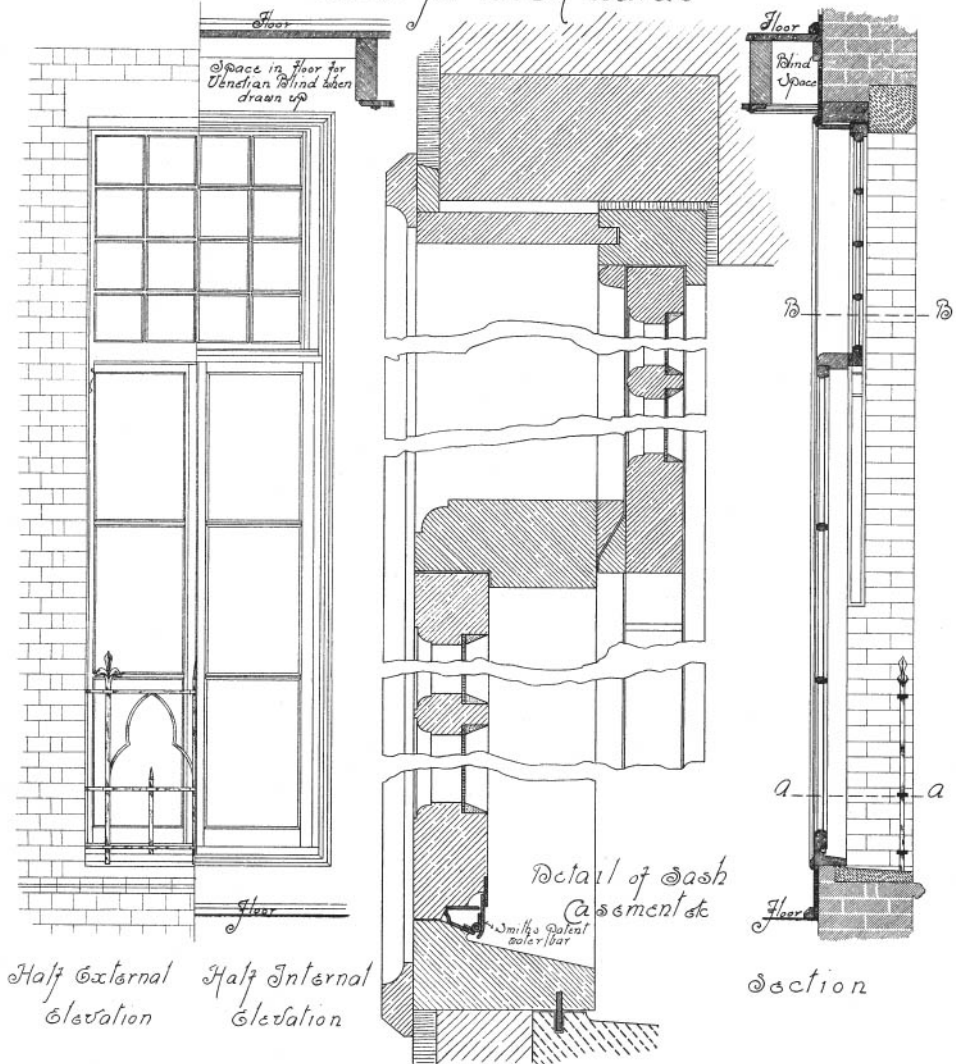 Floor
Space in floor for
Venetian Blind when
drawn up
Floor
Blind
Space
B
B
A
A
Detail of Sash
Casement etc
Smith's Patent
water bar
Floor
Floor
Half External
Elevation
Half Internal
Elevation
Section